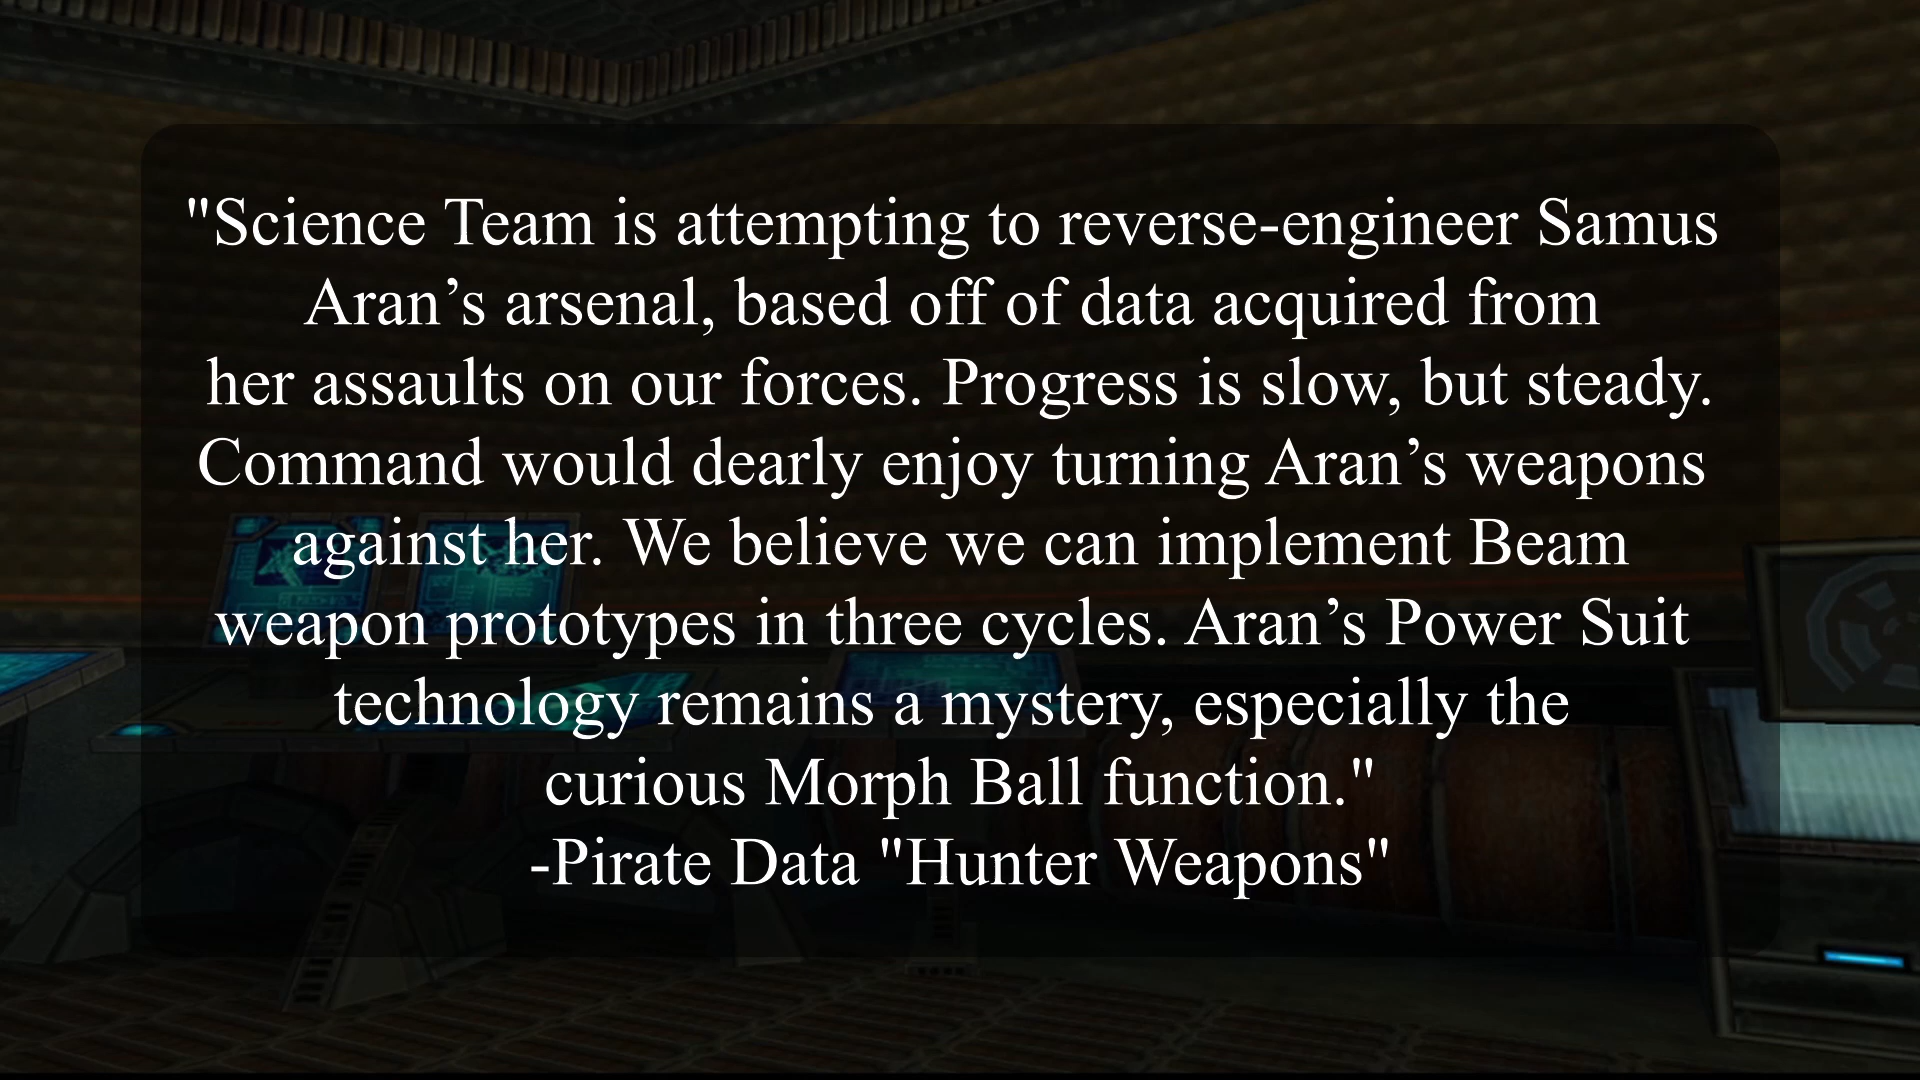 "Science Team is attempting to reverse-engineer Samus
Aran’s arsenal, based off of data acquired from
her assaults on our forces. Progress is slow, but steady.
Command would dearly enjoy turning Aran’s weapons
against her. We believe we can implement Beam
weapon prototypes in three cycles. Aran’s Power Suit
technology remains a mystery, especially the
curious Morph Ball function."
-Pirate Data "Hunter Weapons"